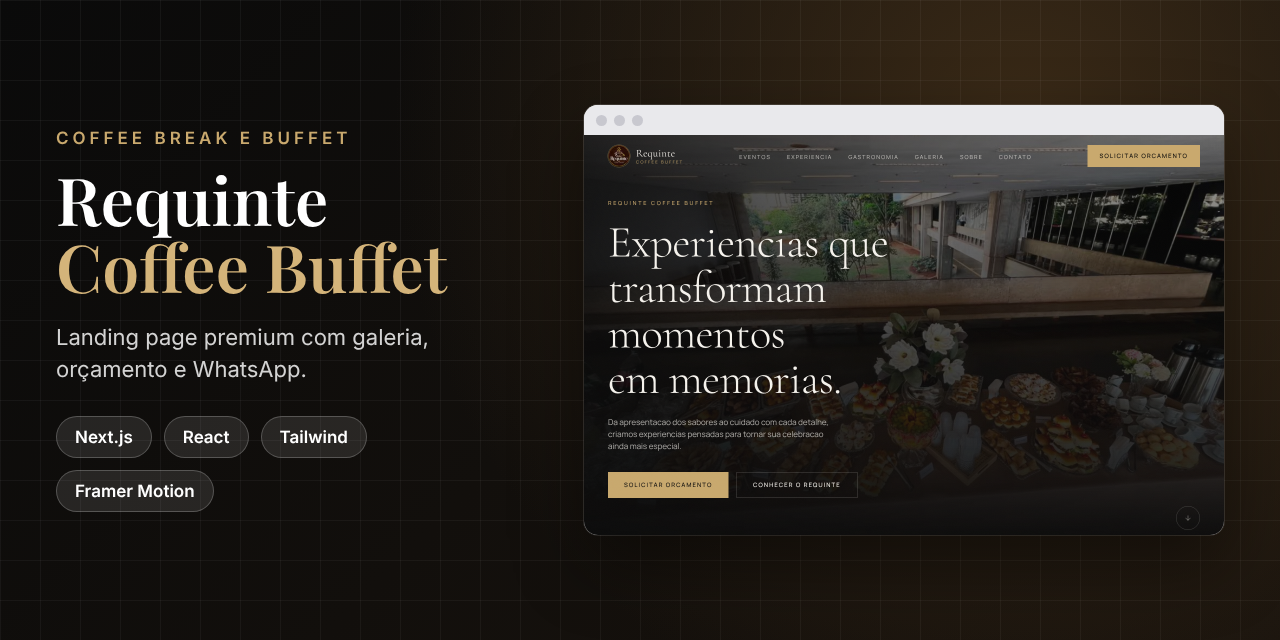 COFFEE BREAK E BUFFET
Requinte
Coffee Buffet
Landing page premium com galeria,
orçamento e WhatsApp.
Next.js
React
Tailwind
Framer Motion
Requinte
COFFEE BUFFET
EVENTOS
EXPERIENCIA
GASTRONOMIA
GALERIA
SOBRE
CONTATO
SOLICITAR ORCAMENTO
REQUINTE COFFEE BUFFET
Experiencias que
transformam
momentos
em memorias.
Da apresentacao dos sabores ao cuidado com cada detalhe,
criamos experiencias pensadas para tornar sua celebracao
ainda mais especial.
SOLICITAR ORCAMENTO
CONHECER O REQUINTE